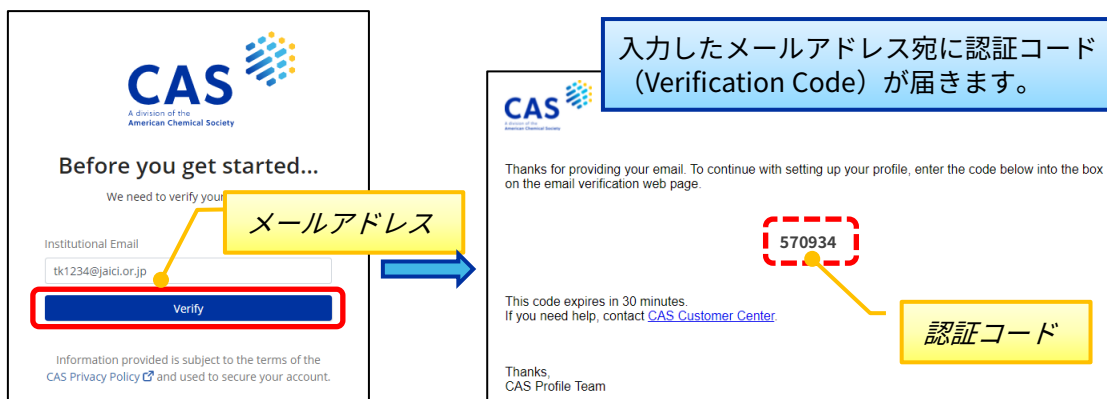 CAS
A division of the
American Chemical Society
Before you get started...
We need to verify your
メールアドレス
Institutional Email
tk1234@jaici.or.jp
Verify
Information provided is subject to the terms of the
CAS Privacy Policy and used to secure your account.
入力したメールアドレス宛に認証コード
（Verification Code）が届きます。
CAS
A division of the
American Chemical Society
Thanks for providing your email. To continue with setting up your profile, enter the code below into the box
on the email verification web page.
570934
This code expires in 30 minutes.
If you need help, contact CAS Customer Center.
認証コード
Thanks,
CAS Profile Team